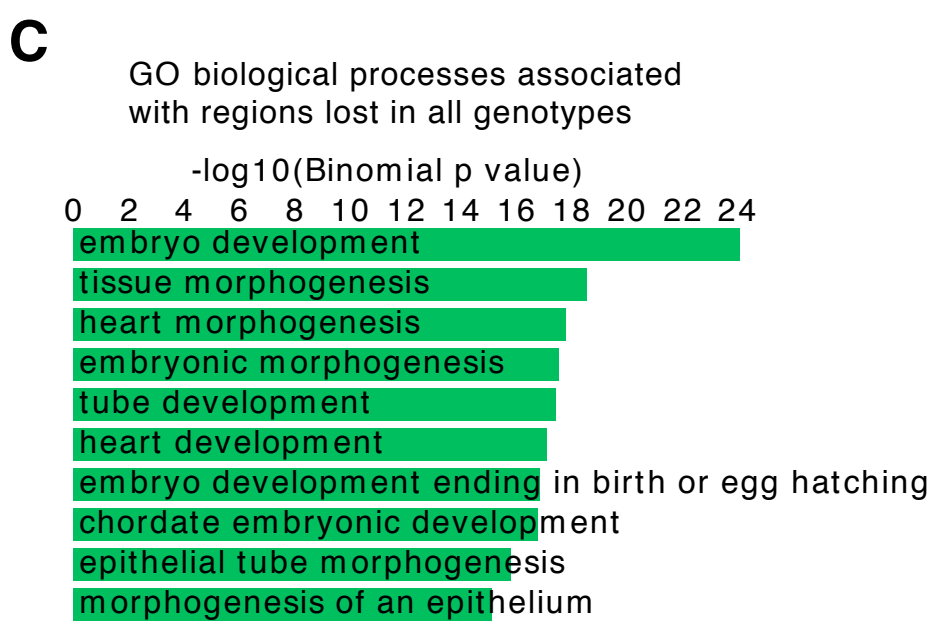 C
GO biological processes associated
with regions lost in all genotypes
-log10(Binomial p value)
0 2 4 6 8 10 12 14 16 18 20 22 24
embryo development
tissue morphogenesis
heart morphogenesis
embryonic morphogenesis
tube development
heart development
embryo development ending in birth or egg hatching
chordate embryonic development
epithelial tube morphogenesis
morphogenesis of an epithelium